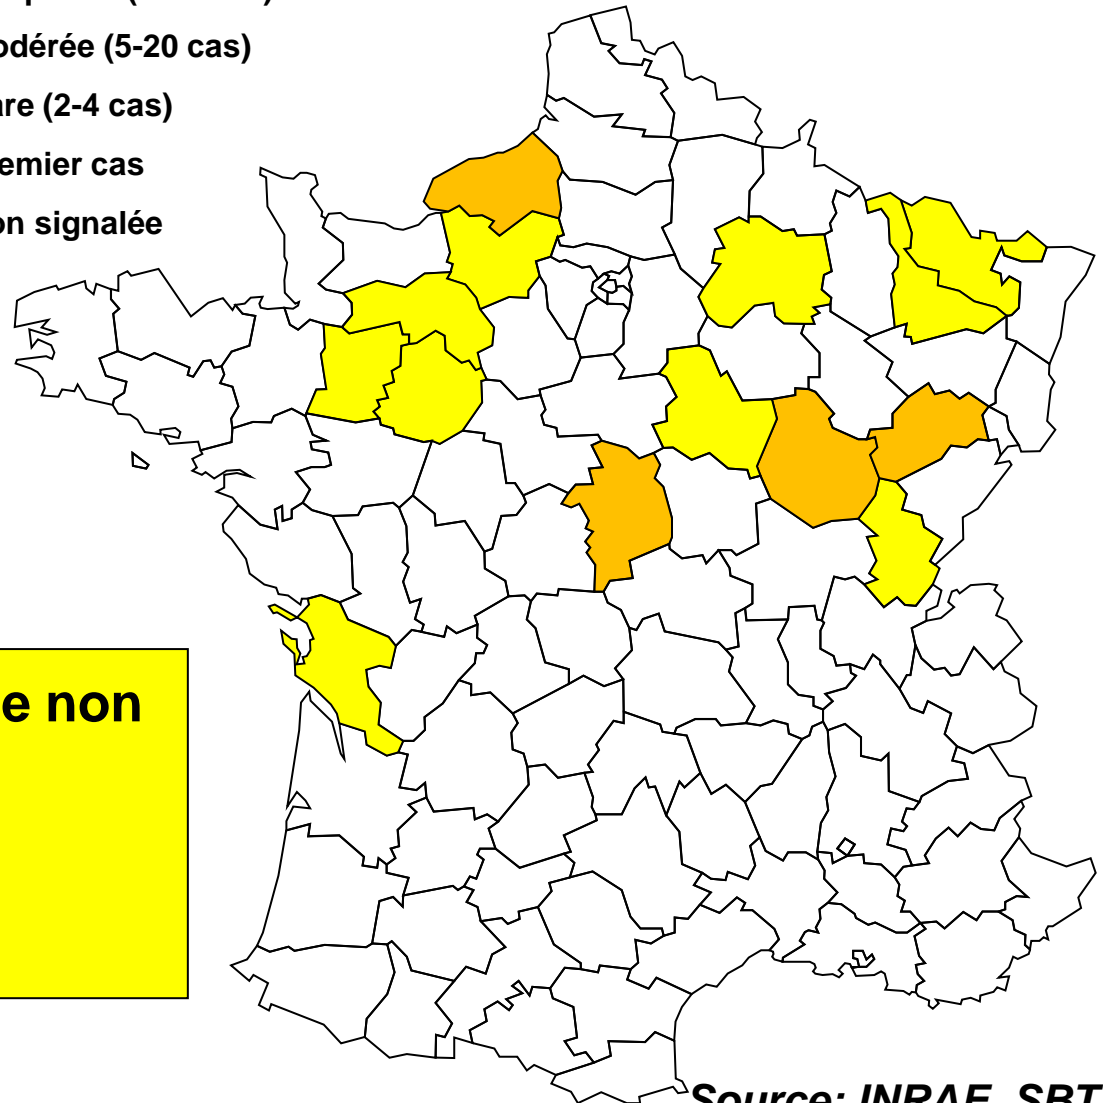 odérée (5-20 cas)
are (2-4 cas)
emier cas
on signalée
e non
Source: INRAE, SBT